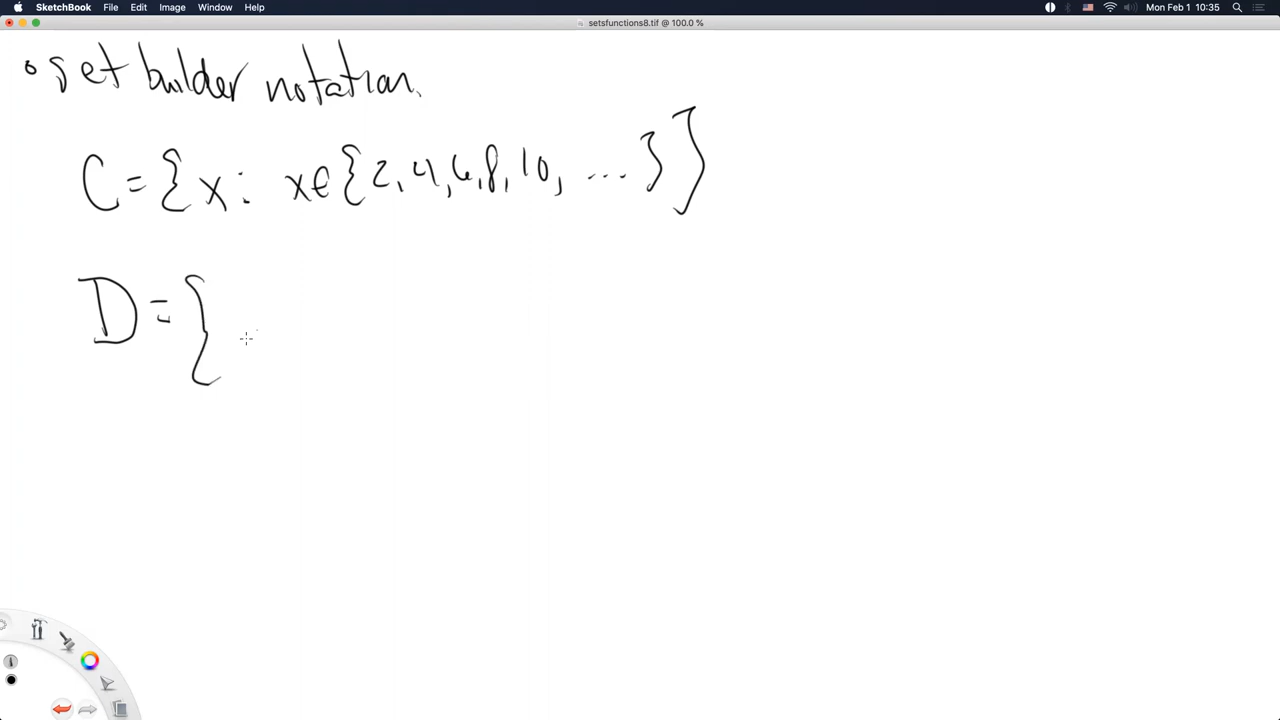 SketchBook File Edit Image Window Help Mon Feb 1 10:35
setsfunctions8.tif @ 100.0 %
• set builder notation.
C = { x : x ∈ {2, 4, 6, 8, 10, ... } }
D = {